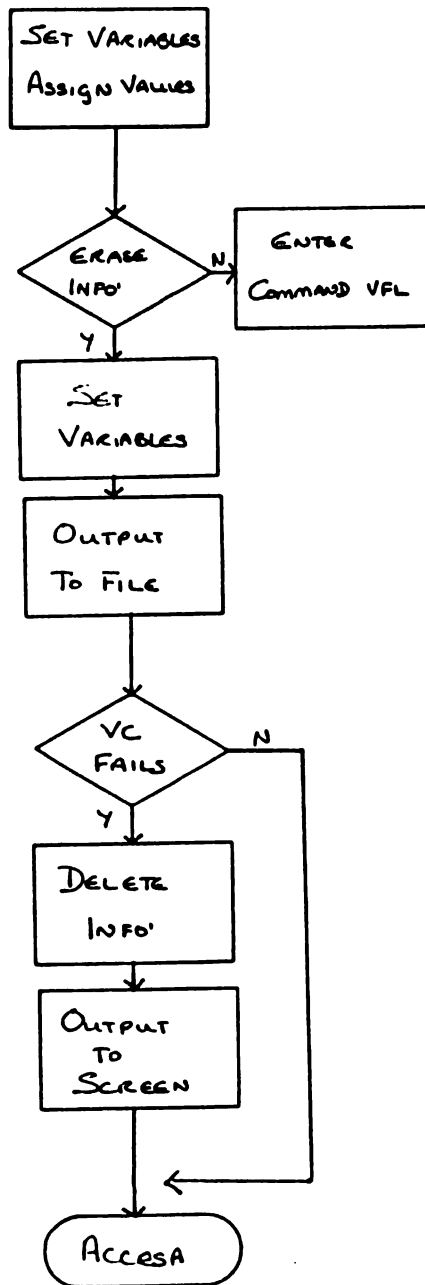 SET VARIABLES
ASSIGN VALUES
ERASE
INFO'
N
ENTER
COMMAND VFL
Y
SET
VARIABLES
OUTPUT
TO FILE
VC
FAILS
N
Y
DELETE
INFO'
OUTPUT
TO
SCREEN
ACCESA